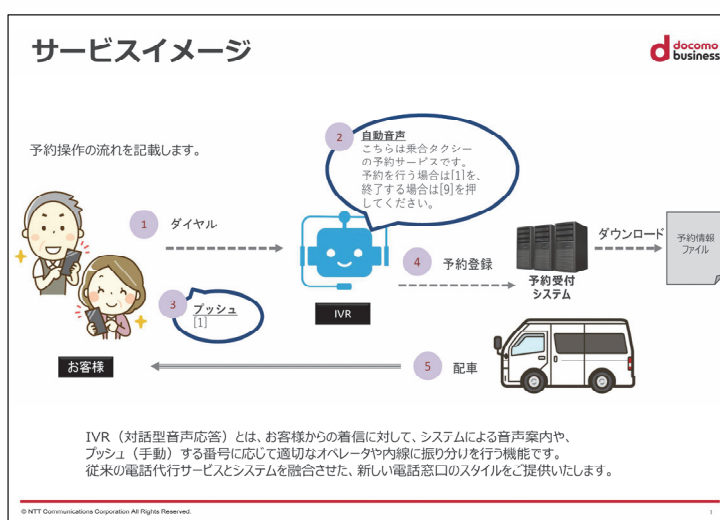 サービスイメージ
docomo
business
予約操作の流れを記載します。
1 ダイヤル
2 自動音声
こちらは乗合タクシー
の予約サービスです。
予約を行う場合は[1]を、
終了する場合は[9]を押
してください。
3 プッシュ
[1]
IVR
4 予約登録
予約受付
システム
ダウンロード
予約情報
ファイル
お客様
5 配車
IVR（対話型音声応答）とは、お客様からの着信に対して、システムによる音声案内や、
プッシュ（手動）する番号に応じて適切なオペレータや内線に振り分けを行う機能です。
従来の電話代行サービスとシステムを融合させた、新しい電話窓口のスタイルをご提供いたします。
© NTT Communications Corporation All Rights Reserved.
1